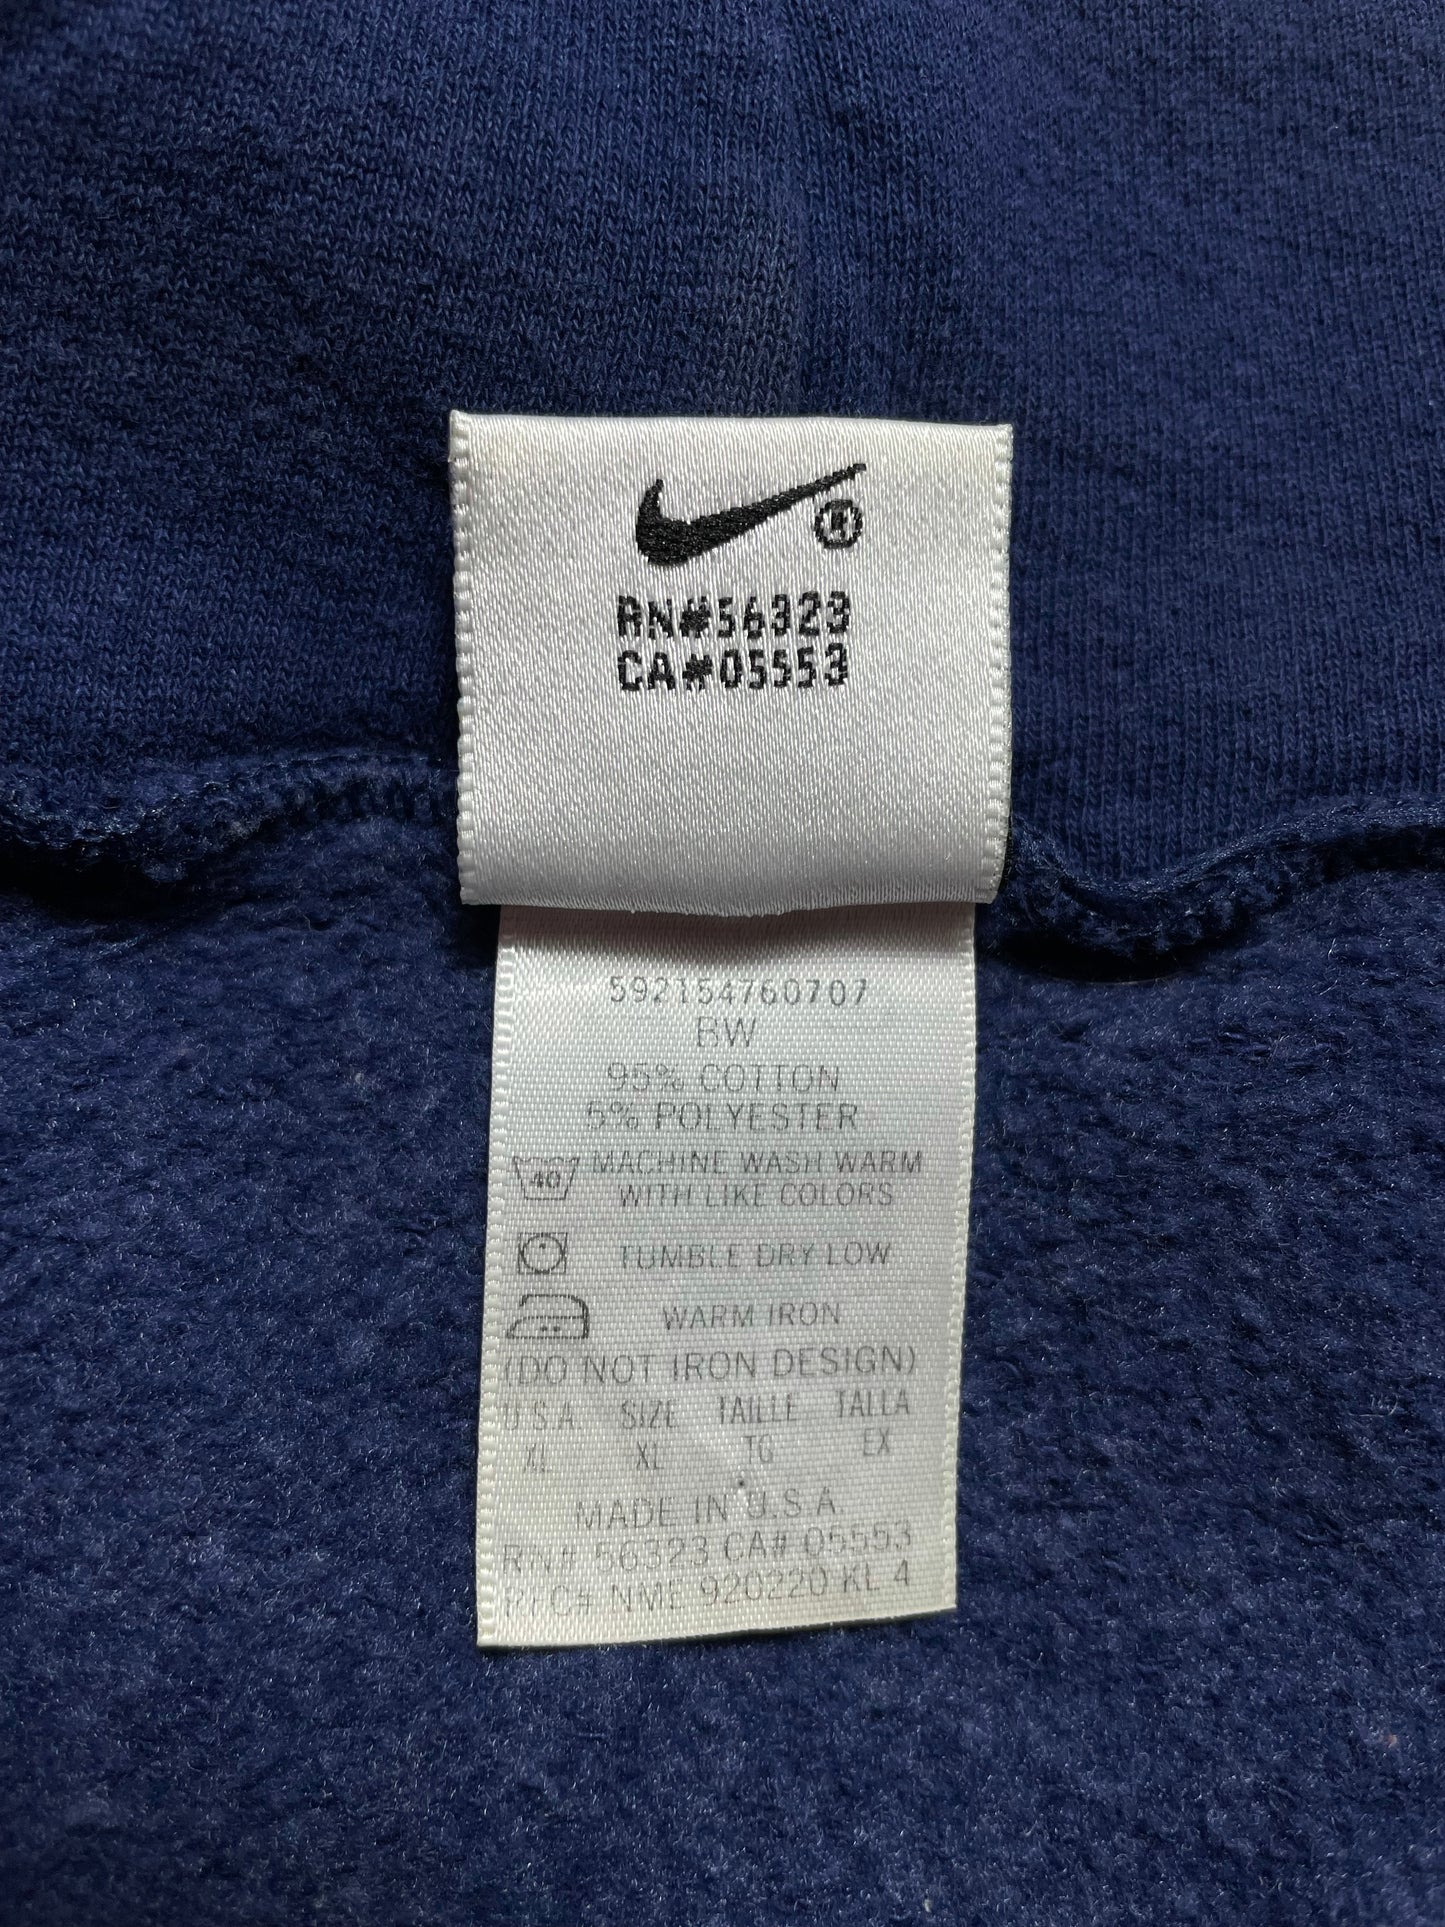 ®
RN#56323
CA#05553
592154760707
BW
95% COTTON
5% POLYESTER
40 MACHINE WASH WARM
WITH LIKE COLORS
TUMBLE DRY LOW
WARM IRON
(DO NOT IRON DESIGN)
U.S.A. SIZE TAILLE TALLA
XL XL TG EX
MADE IN U.S.A.
RN# 56323 CA# 05553
NME 920220 KL 4